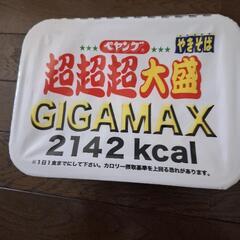 ペヤング
やきそば
超超超大盛
GIGAMAX
2142 kcal
※1日1食までにして下さい。カロリー摂取基準を上回る恐れがあります。